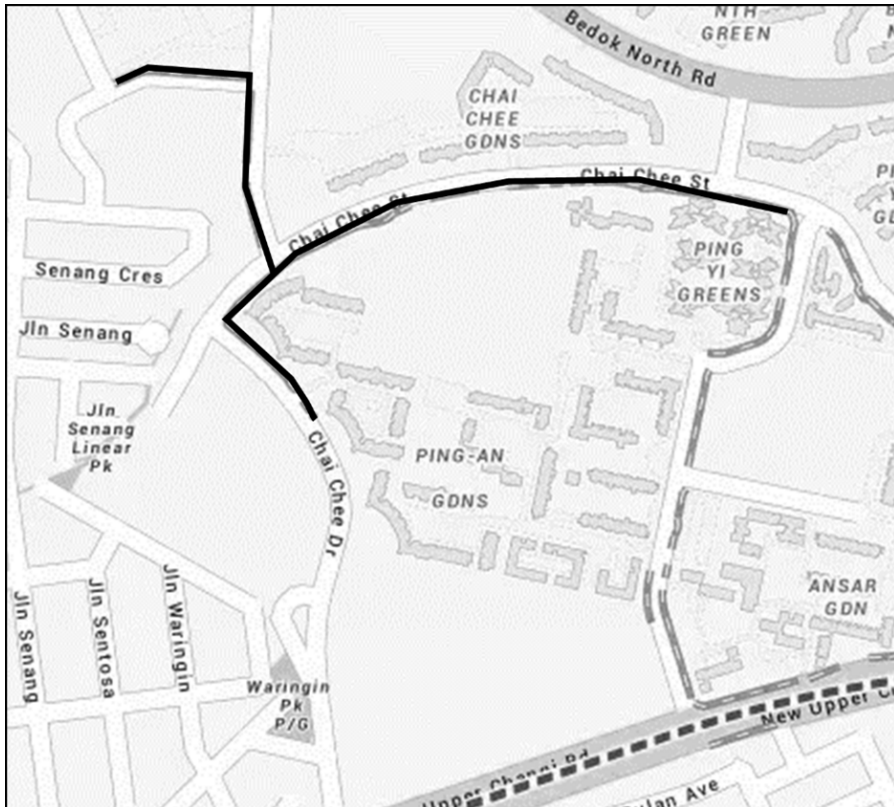 NTH
GREEN
Bedok North Rd
CHAI
CHEE
GDNS
Chai Chee St
Chai Chee St
PING
YI
GREENS
Senang Cres
Jln Senang
Jln
Senang
Linear
Pk
Chai Chee Dr
PING-AN
GDNS
ANSAR
GDN
Jln Senang
Jln Sentosa
Jln Waringin
Waringin
Pk
P/G
New Upper
Upper Changi Rd
Ave